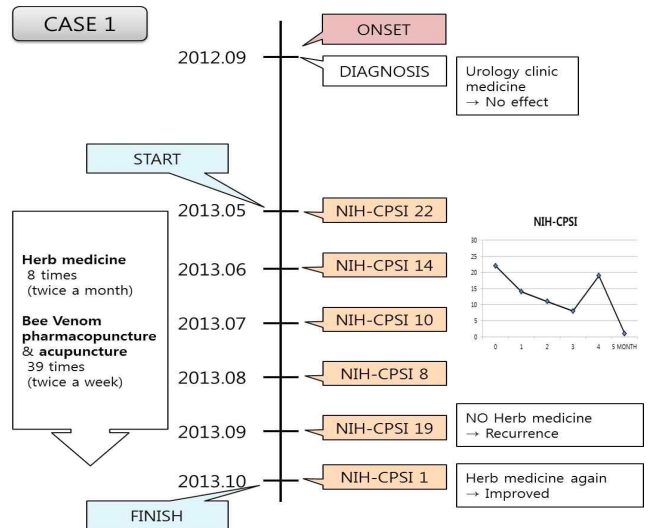 CASE 1
ONSET
2012.09
DIAGNOSIS
Urology clinic
medicine
→ No effect
START
2013.05
NIH-CPSI 22
Herb medicine
8 times
(twice a month)
Bee Venom
pharmacopuncture
& acupuncture
39 times
(twice a week)
2013.06
NIH-CPSI 14
2013.07
NIH-CPSI 10
2013.08
NIH-CPSI 8
2013.09
NIH-CPSI 19
NO Herb medicine
→ Recurrence
2013.10
NIH-CPSI 1
Herb medicine again
→ Improved
FINISH
NIH-CPSI
30
25
20
15
10
5
0
0 1 2 3 4 5 MONTH